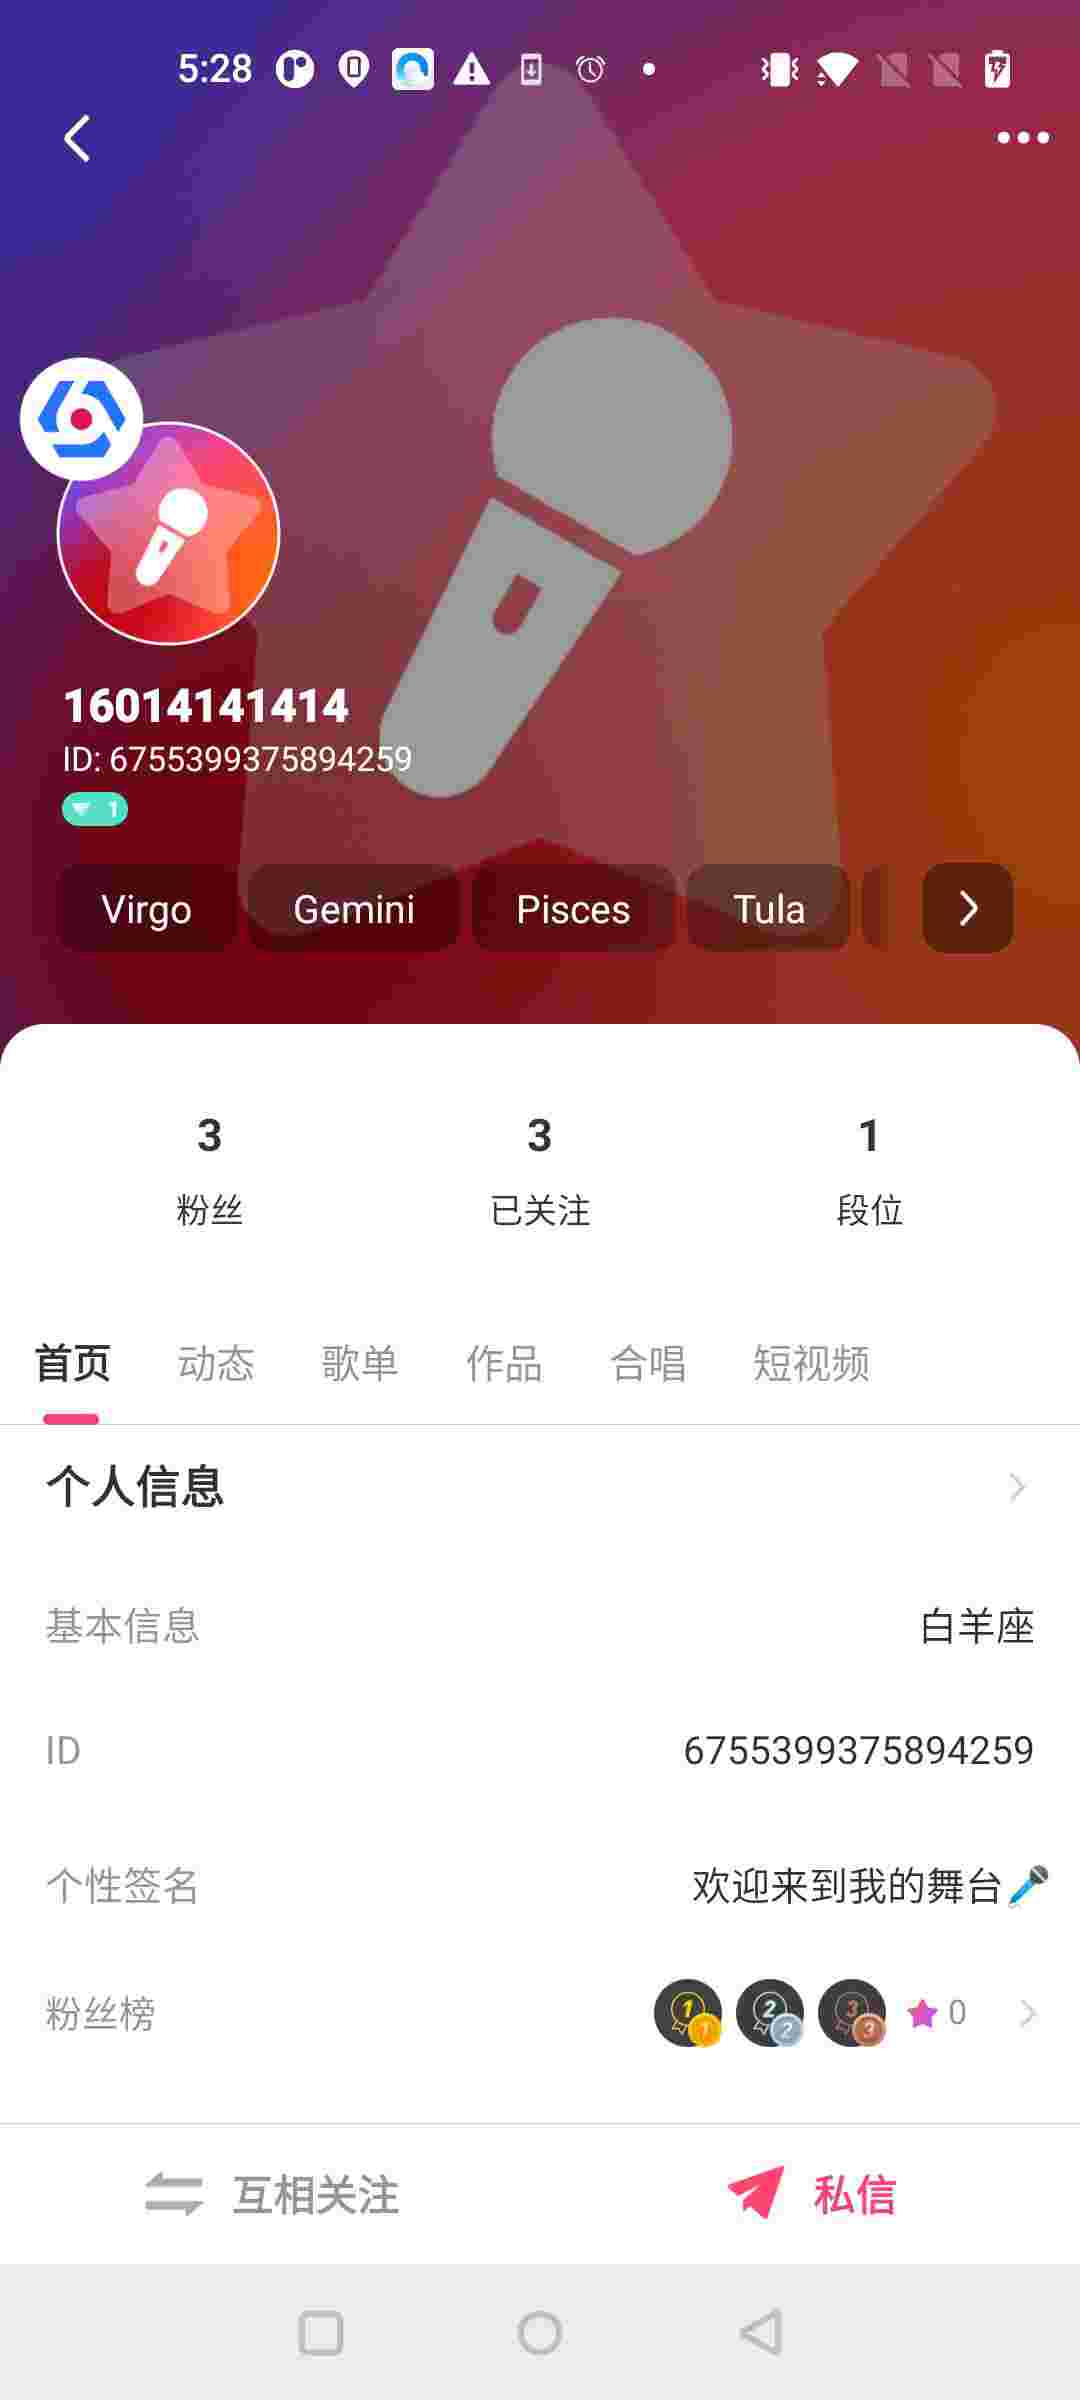 5:28
16014141414
ID: 6755399375894259
1
Virgo Gemini Pisces Tula
3 3 1
粉丝 已关注 段位
首页 动态 歌单 作品 合唱 短视频
个人信息
基本信息 白羊座
ID 6755399375894259
个性签名 欢迎来到我的舞台🎤
粉丝榜 1 1 2 2 3 3 0
互相关注 私信